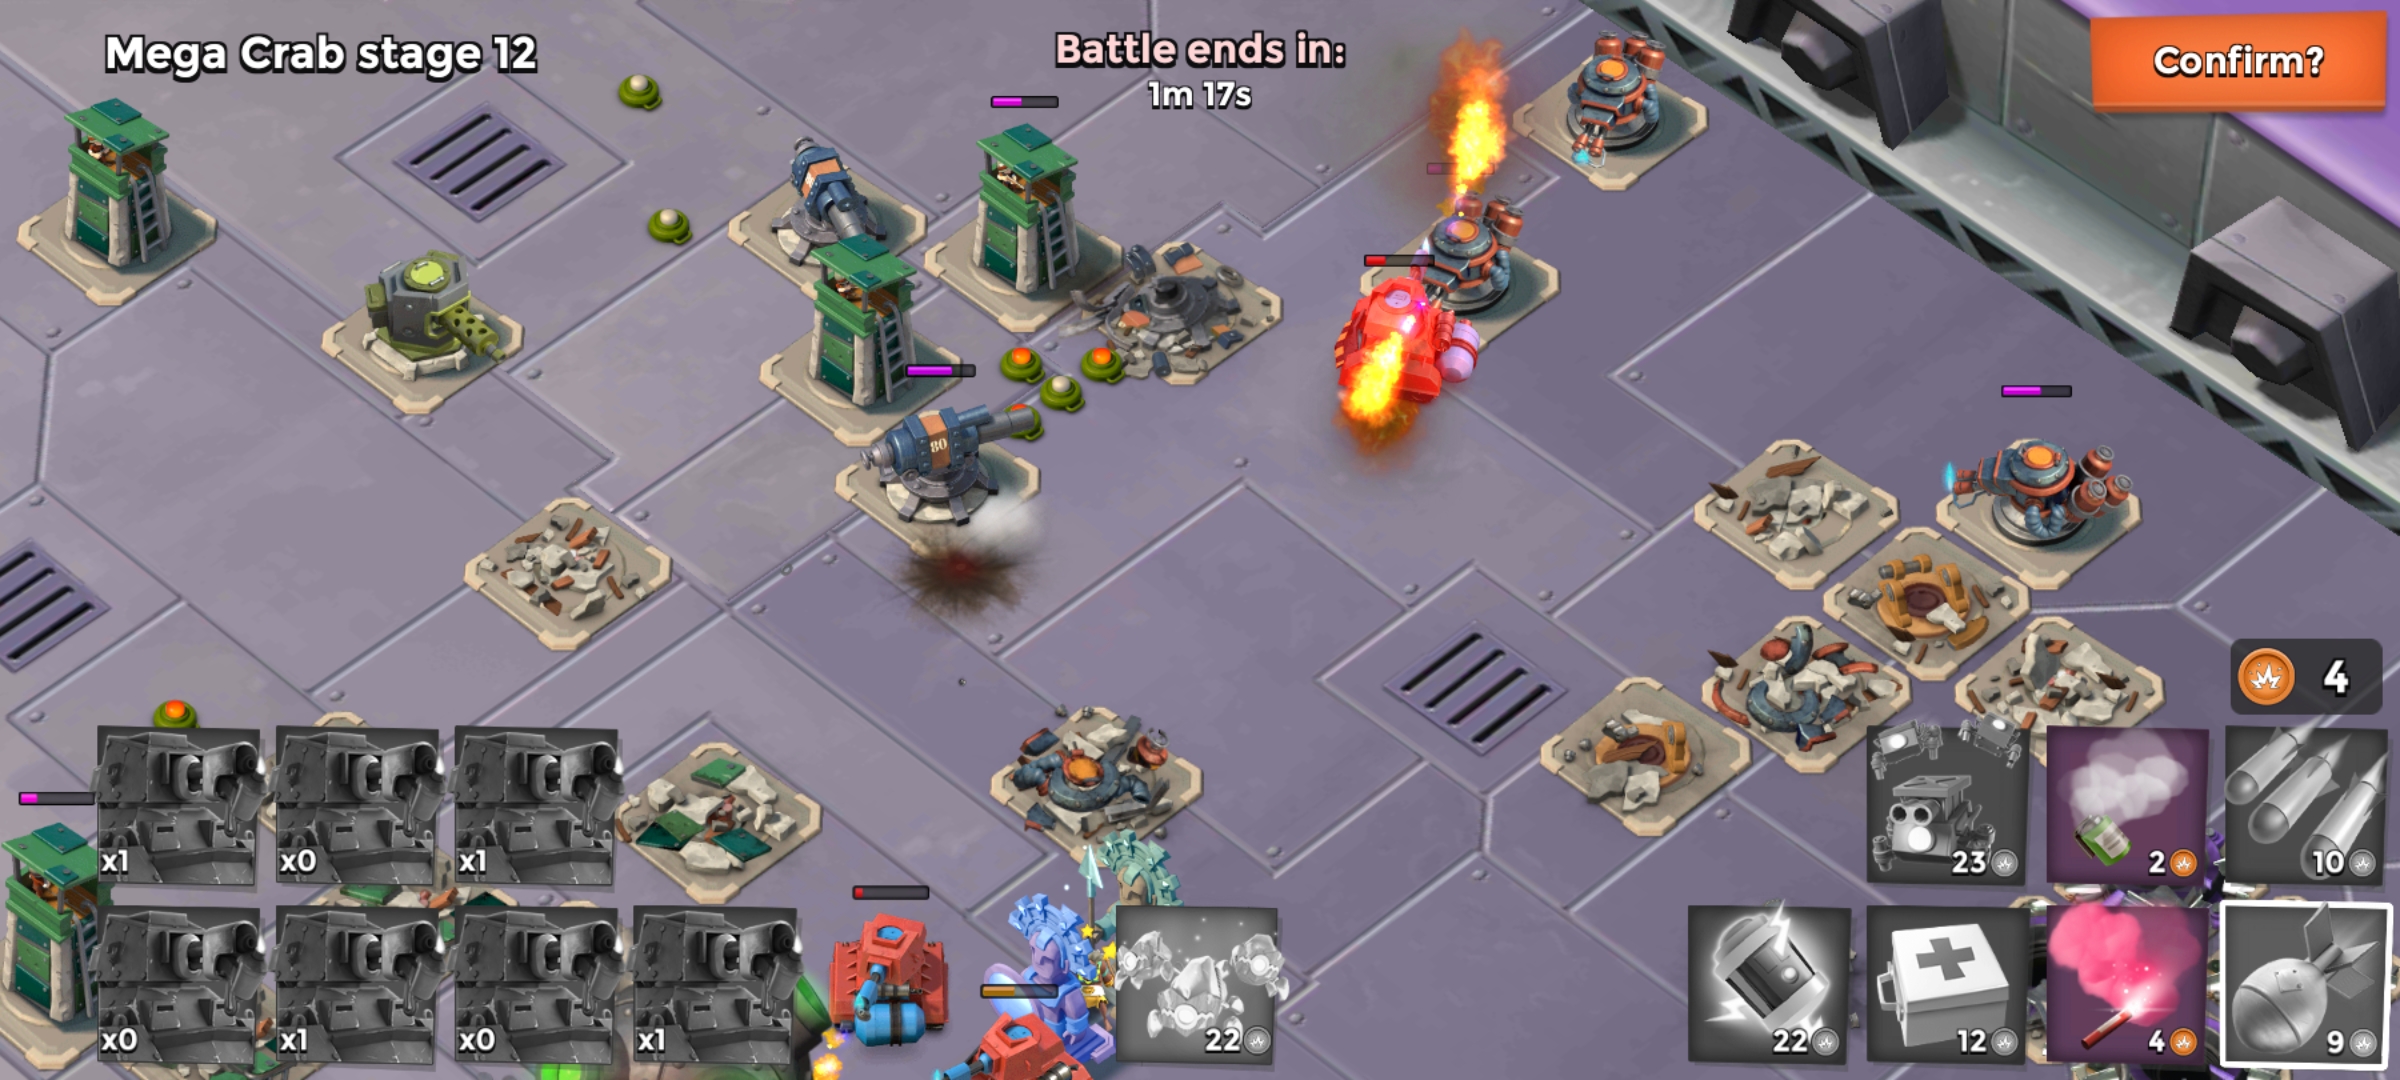 Mega Crab stage 12
Battle ends in:
1m 17s
Confirm?
80
4
x1
x0
x1
23
2
10
x0
x1
x0
x1
22
22
12
4
9